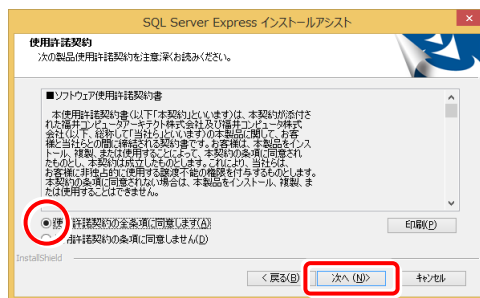 SQL Server Express インストールアシスト
使用許諾契約
次の製品使用許諾契約を注意深くお読みください。
■ソフトウェア使用許諾契約書
本使用許諾契約書（以下「本契約」といいます）は、本契約が添付さ
れた福井コンピュータアーキテクト株式会社及び福井コンピュータ株式
会社（以下、総称して「当社ら」といいます）の本製品に関して、お客
様と当社らとの間に締結される契約書です。お客様は、本製品をインス
トール、複製、または使用することによって、本契約の条項に同意され
たものとし、本契約は成立したものとします。これにより、当社らは、
お客様に非独占的に使用する譲渡不能の権限を付与するものとします。
本契約の条項に同意されない場合は、本製品をインストール、複製、ま
たは使用することはできません。
使用許諾契約の全条項に同意します(A)
許諾契約の条項に同意しません(D)
印刷(P)
InstallShield
< 戻る(B)
次へ (N)>
キャンセル